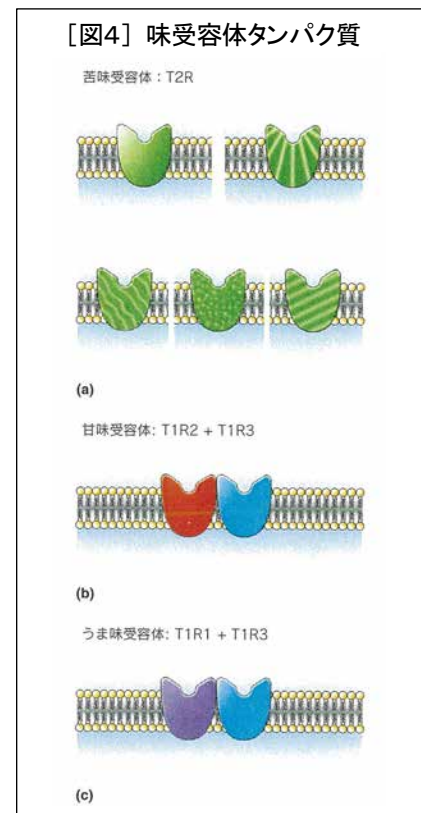 ［図4］ 味受容体タンパク質
苦味受容体：T2R
(a)
甘味受容体: T1R2 + T1R3
(b)
うま味受容体: T1R1 + T1R3
(c)